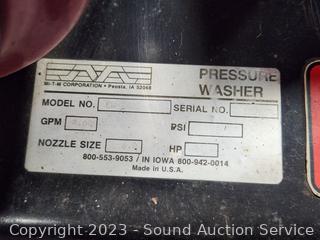 MI-T-M CORPORATION • Peosta, IA 52068
PRESSURE
WASHER
MODEL NO. SERIAL NO.
GPM PSI
NOZZLE SIZE HP
800-553-9053 / IN IOWA 800-942-0014
Made in U.S.A.
Copyright 2023 - Sound Auction Service